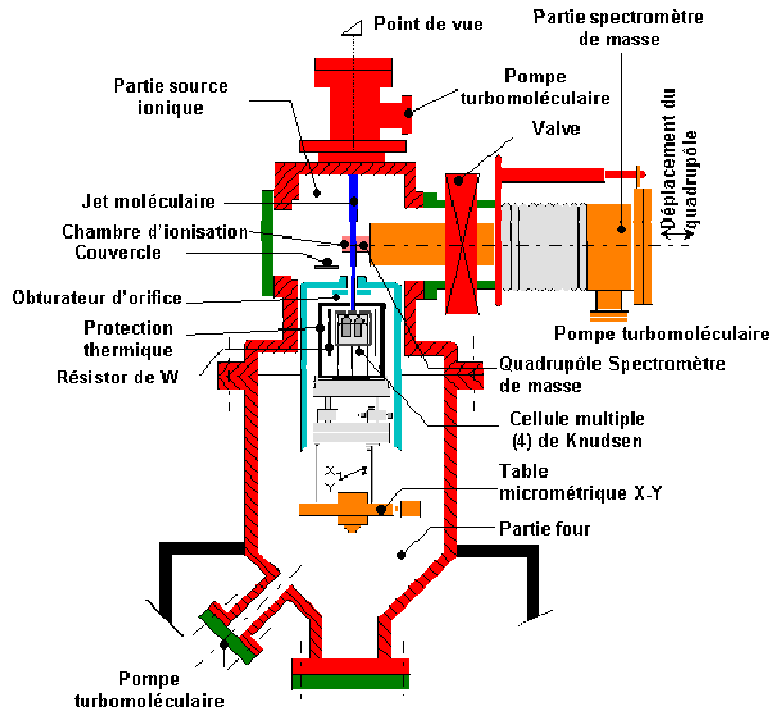 Point de vue
Partie spectromètre
de masse
Partie source
ionique
Pompe
turbomoléculaire
Valve
Déplacement du
quadrupôle
Jet moléculaire
Chambre d'ionisation
Couvercle
Obturateur d'orifice
Protection
thermique
Résistor de W
Pompe turbomoléculaire
Quadrupôle Spectromètre
de masse
Cellule multiple
(4) de Knudsen
X
Y
Table
micrométrique X-Y
Partie four
Pompe
turbomoléculaire